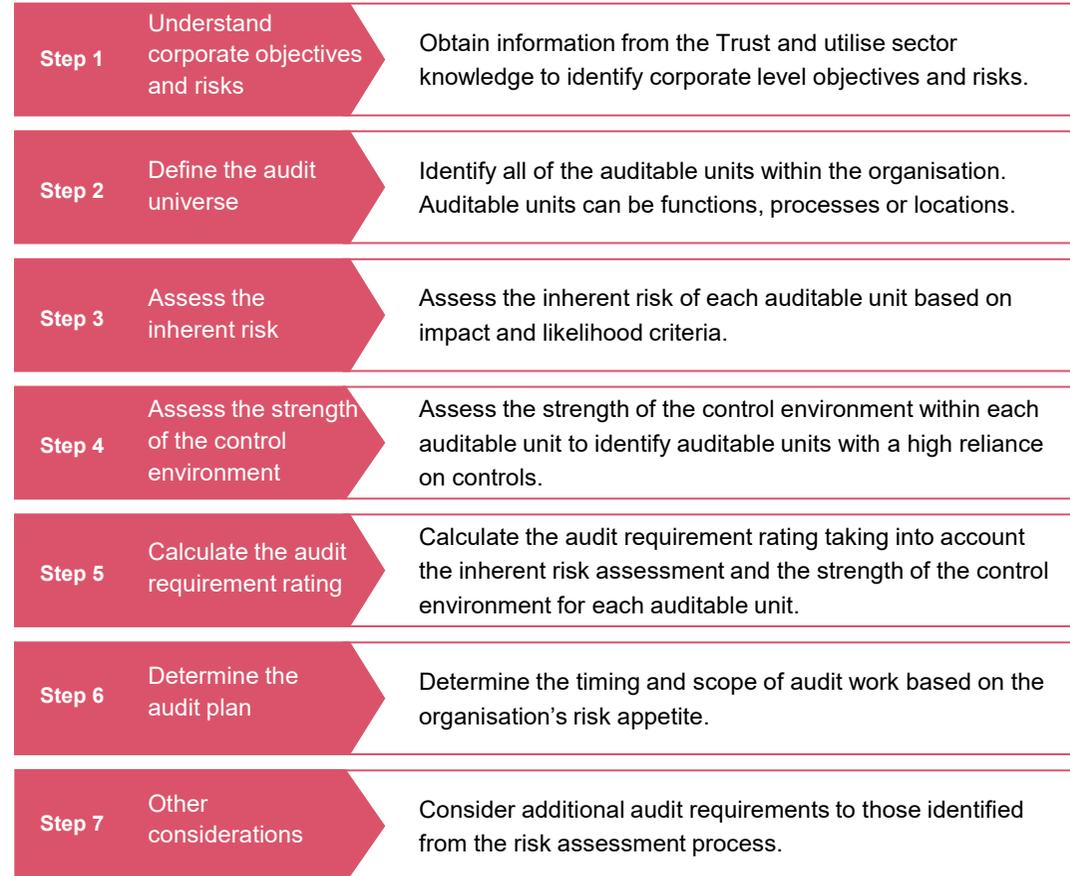 Step 1
Understand
corporate objectives
and risks
Obtain information from the Trust and utilise sector
knowledge to identify corporate level objectives and risks.
Step 2
Define the audit
universe
Identify all of the auditable units within the organisation.
Auditable units can be functions, processes or locations.
Step 3
Assess the
inherent risk
Assess the inherent risk of each auditable unit based on
impact and likelihood criteria.
Step 4
Assess the strength
of the control
environment
Assess the strength of the control environment within each
auditable unit to identify auditable units with a high reliance
on controls.
Step 5
Calculate the audit
requirement rating
Calculate the audit requirement rating taking into account
the inherent risk assessment and the strength of the control
environment for each auditable unit.
Step 6
Determine the
audit plan
Determine the timing and scope of audit work based on the
organisation’s risk appetite.
Step 7
Other
considerations
Consider additional audit requirements to those identified
from the risk assessment process.